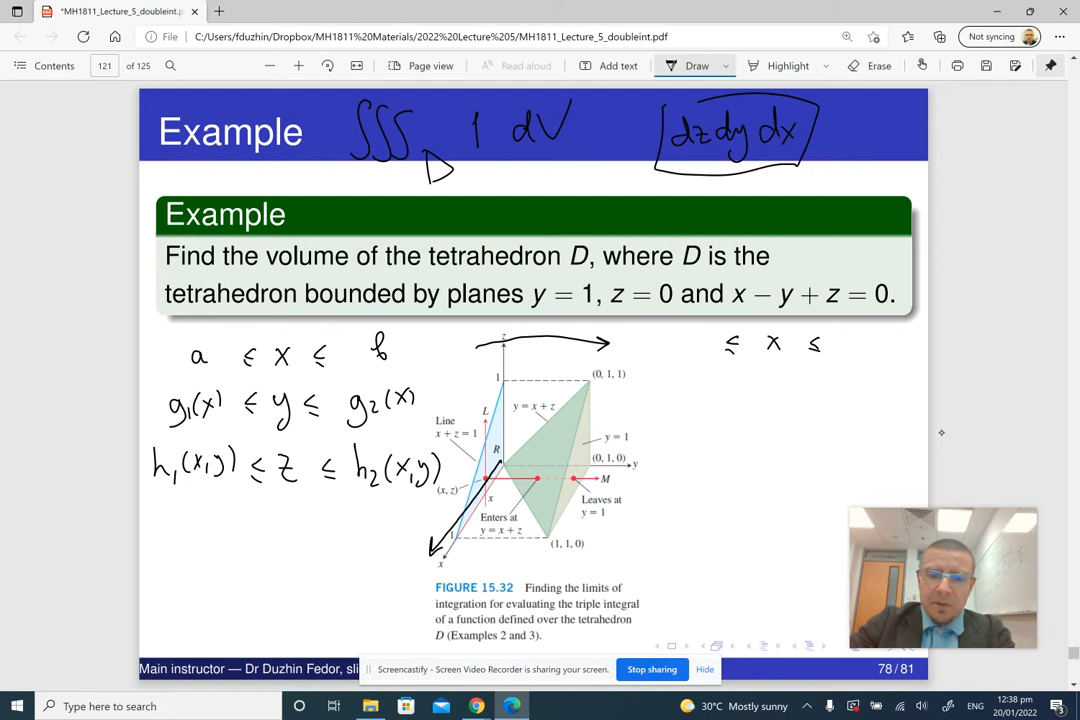 *MH1811_Lecture_5_doubleint.p
File C:/Users/fduzhin/Dropbox/MH1811%20Materials/2022%20Lecture%205/MH1811_Lecture_5_doubleint.pdf Not syncing
Contents 121 of 125 Page view Read aloud Add text Draw Highlight Erase
Example ∭_D 1 dV dz dy dx
Example
Find the volume of the tetrahedron D, where D is the
tetrahedron bounded by planes y = 1, z = 0 and x − y + z = 0.
a ≤ x ≤ b
≤ x ≤
g₁(x) ≤ y ≤ g₂(x)
h₁(x,y) ≤ z ≤ h₂(x,y)
z
1
(0, 1, 1)
L
y = x + z
Line
x + z = 1
y = 1
R
(0, 1, 0)
y
(x, z)
M
x
Leaves at
y = 1
Enters at
y = x + z
1
(1, 1, 0)
x
FIGURE 15.32 Finding the limits of
integration for evaluating the triple integral
of a function defined over the tetrahedron
D (Examples 2 and 3).
Main instructor — Dr Duzhin Fedor, sli
78 / 81
Screencastify - Screen Video Recorder is sharing your screen. Stop sharing Hide
Type here to search
30°C Mostly sunny ENG 12:38 pm
20/01/2022
3